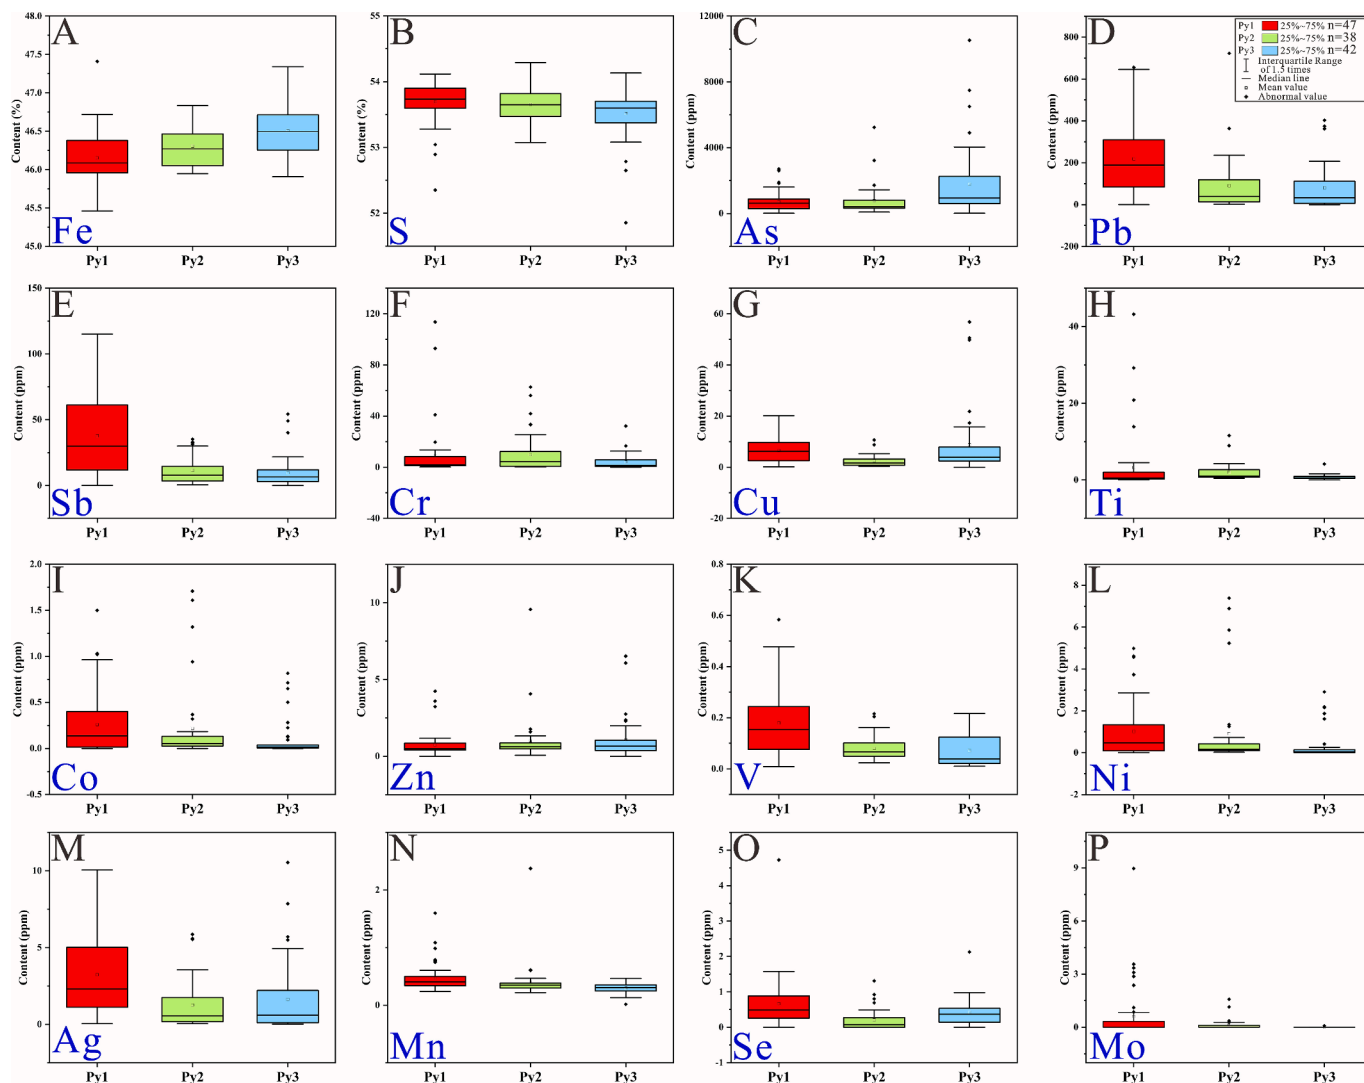 A
Content (%)
48.0
47.5
47.0
46.5
46.0
45.5
45.0
Fe
Py1 Py2 Py3
B
Content (%)
55
54
53
52
S
Py1 Py2 Py3
C
Content (ppm)
12000
8000
4000
0
As
Py1 Py2 Py3
D
Content (ppm)
800
600
400
200
0
-200
Pb
Py1 Py2 Py3
Py1 25%~75% n=47
Py2 25%~75% n=38
Py3 25%~75% n=42
Interquartile Range
of 1.5 times
Median line
Mean value
Abnormal value
E
Content (ppm)
150
100
50
0
Sb
Py1 Py2 Py3
F
Content (ppm)
120
80
40
0
-40
Cr
Py1 Py2 Py3
G
Content (ppm)
60
40
20
0
-20
Cu
Py1 Py2 Py3
H
Content (ppm)
40
20
0
Ti
Py1 Py2 Py3
I
Content (ppm)
2.0
1.5
1.0
0.5
0.0
-0.5
Co
Py1 Py2 Py3
J
Content (ppm)
10
5
0
Zn
Py1 Py2 Py3
K
Content (ppm)
0.8
0.6
0.4
0.2
0.0
V
Py1 Py2 Py3
L
Content (ppm)
8
6
4
2
0
-2
Ni
Py1 Py2 Py3
M
Content (ppm)
10
5
0
Ag
Py1 Py2 Py3
N
Content (ppm)
2
0
Mn
Py1 Py2 Py3
O
Content (ppm)
5
4
3
2
1
0
-1
Se
Py1 Py2 Py3
P
Content (ppm)
9
6
3
0
Mo
Py1 Py2 Py3